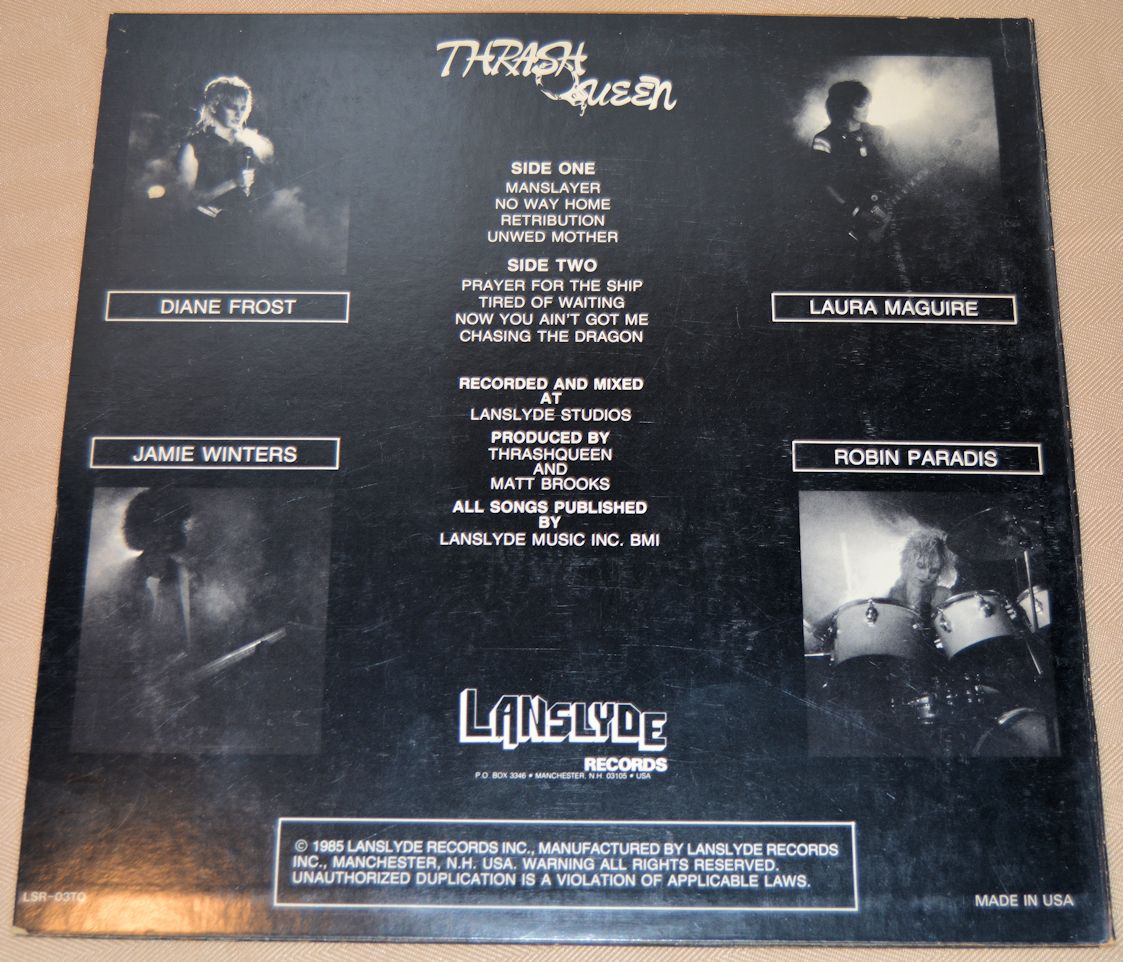 THRASH
QUEEN
SIDE ONE
MANSLAYER
NO WAY HOME
RETRIBUTION
UNWED MOTHER
SIDE TWO
PRAYER FOR THE SHIP
TIRED OF WAITING
NOW YOU AIN'T GOT ME
CHASING THE DRAGON
DIANE FROST
LAURA MAGUIRE
RECORDED AND MIXED
AT
LANSLYDE STUDIOS
PRODUCED BY
THRASHQUEEN
AND
MATT BROOKS
ALL SONGS PUBLISHED
BY
LANSLYDE MUSIC INC. BMI
JAMIE WINTERS
ROBIN PARADIS
LANSLYDE
RECORDS
P.O. BOX 3346 • MANCHESTER, N.H. 03105 • USA
© 1985 LANSLYDE RECORDS INC., MANUFACTURED BY LANSLYDE RECORDS
INC., MANCHESTER, N.H. USA. WARNING ALL RIGHTS RESERVED.
UNAUTHORIZED DUPLICATION IS A VIOLATION OF APPLICABLE LAWS.
LSR-03TQ
MADE IN USA